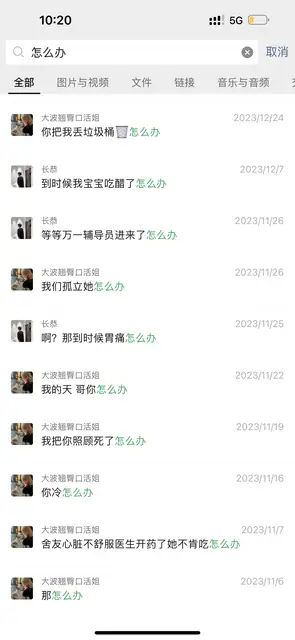 10:20
5G
怎么办
取消
全部 图片与视频 文件 链接 音乐与音频
大波翘臀口活姐 2023/12/24
你把我丢垃圾桶🗑️怎么办
长恭 2023/12/7
到时候我宝宝吃醋了怎么办
长恭 2023/11/26
等等万一辅导员进来了怎么办
大波翘臀口活姐 2023/11/26
我们孤立她怎么办
长恭 2023/11/25
啊？那到时候胃痛怎么办
大波翘臀口活姐 2023/11/22
我的天 哥你怎么办
大波翘臀口活姐 2023/11/19
我把你照顾死了怎么办
大波翘臀口活姐 2023/11/16
你冷怎么办
大波翘臀口活姐 2023/11/7
舍友心脏不舒服医生开药了她不肯吃怎么办
大波翘臀口活姐 2023/11/6
那怎么办